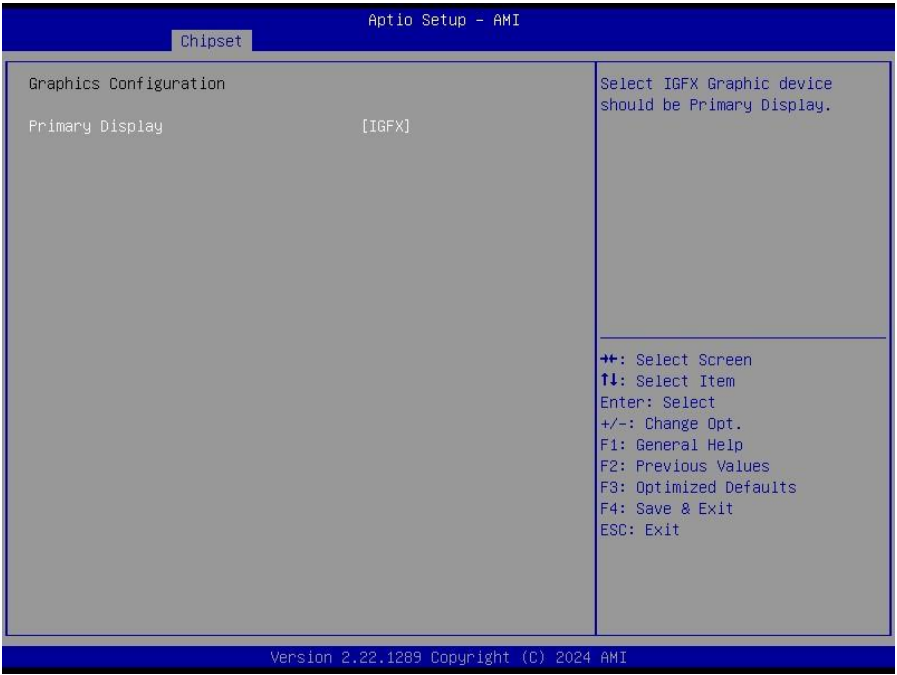 Aptio Setup – AMI
Chipset
Graphics Configuration
Primary Display [IGFX]
Select IGFX Graphic device
should be Primary Display.
→←: Select Screen
↑↓: Select Item
Enter: Select
+/-: Change Opt.
F1: General Help
F2: Previous Values
F3: Optimized Defaults
F4: Save & Exit
ESC: Exit
Version 2.22.1289 Copyright (C) 2024 AMI